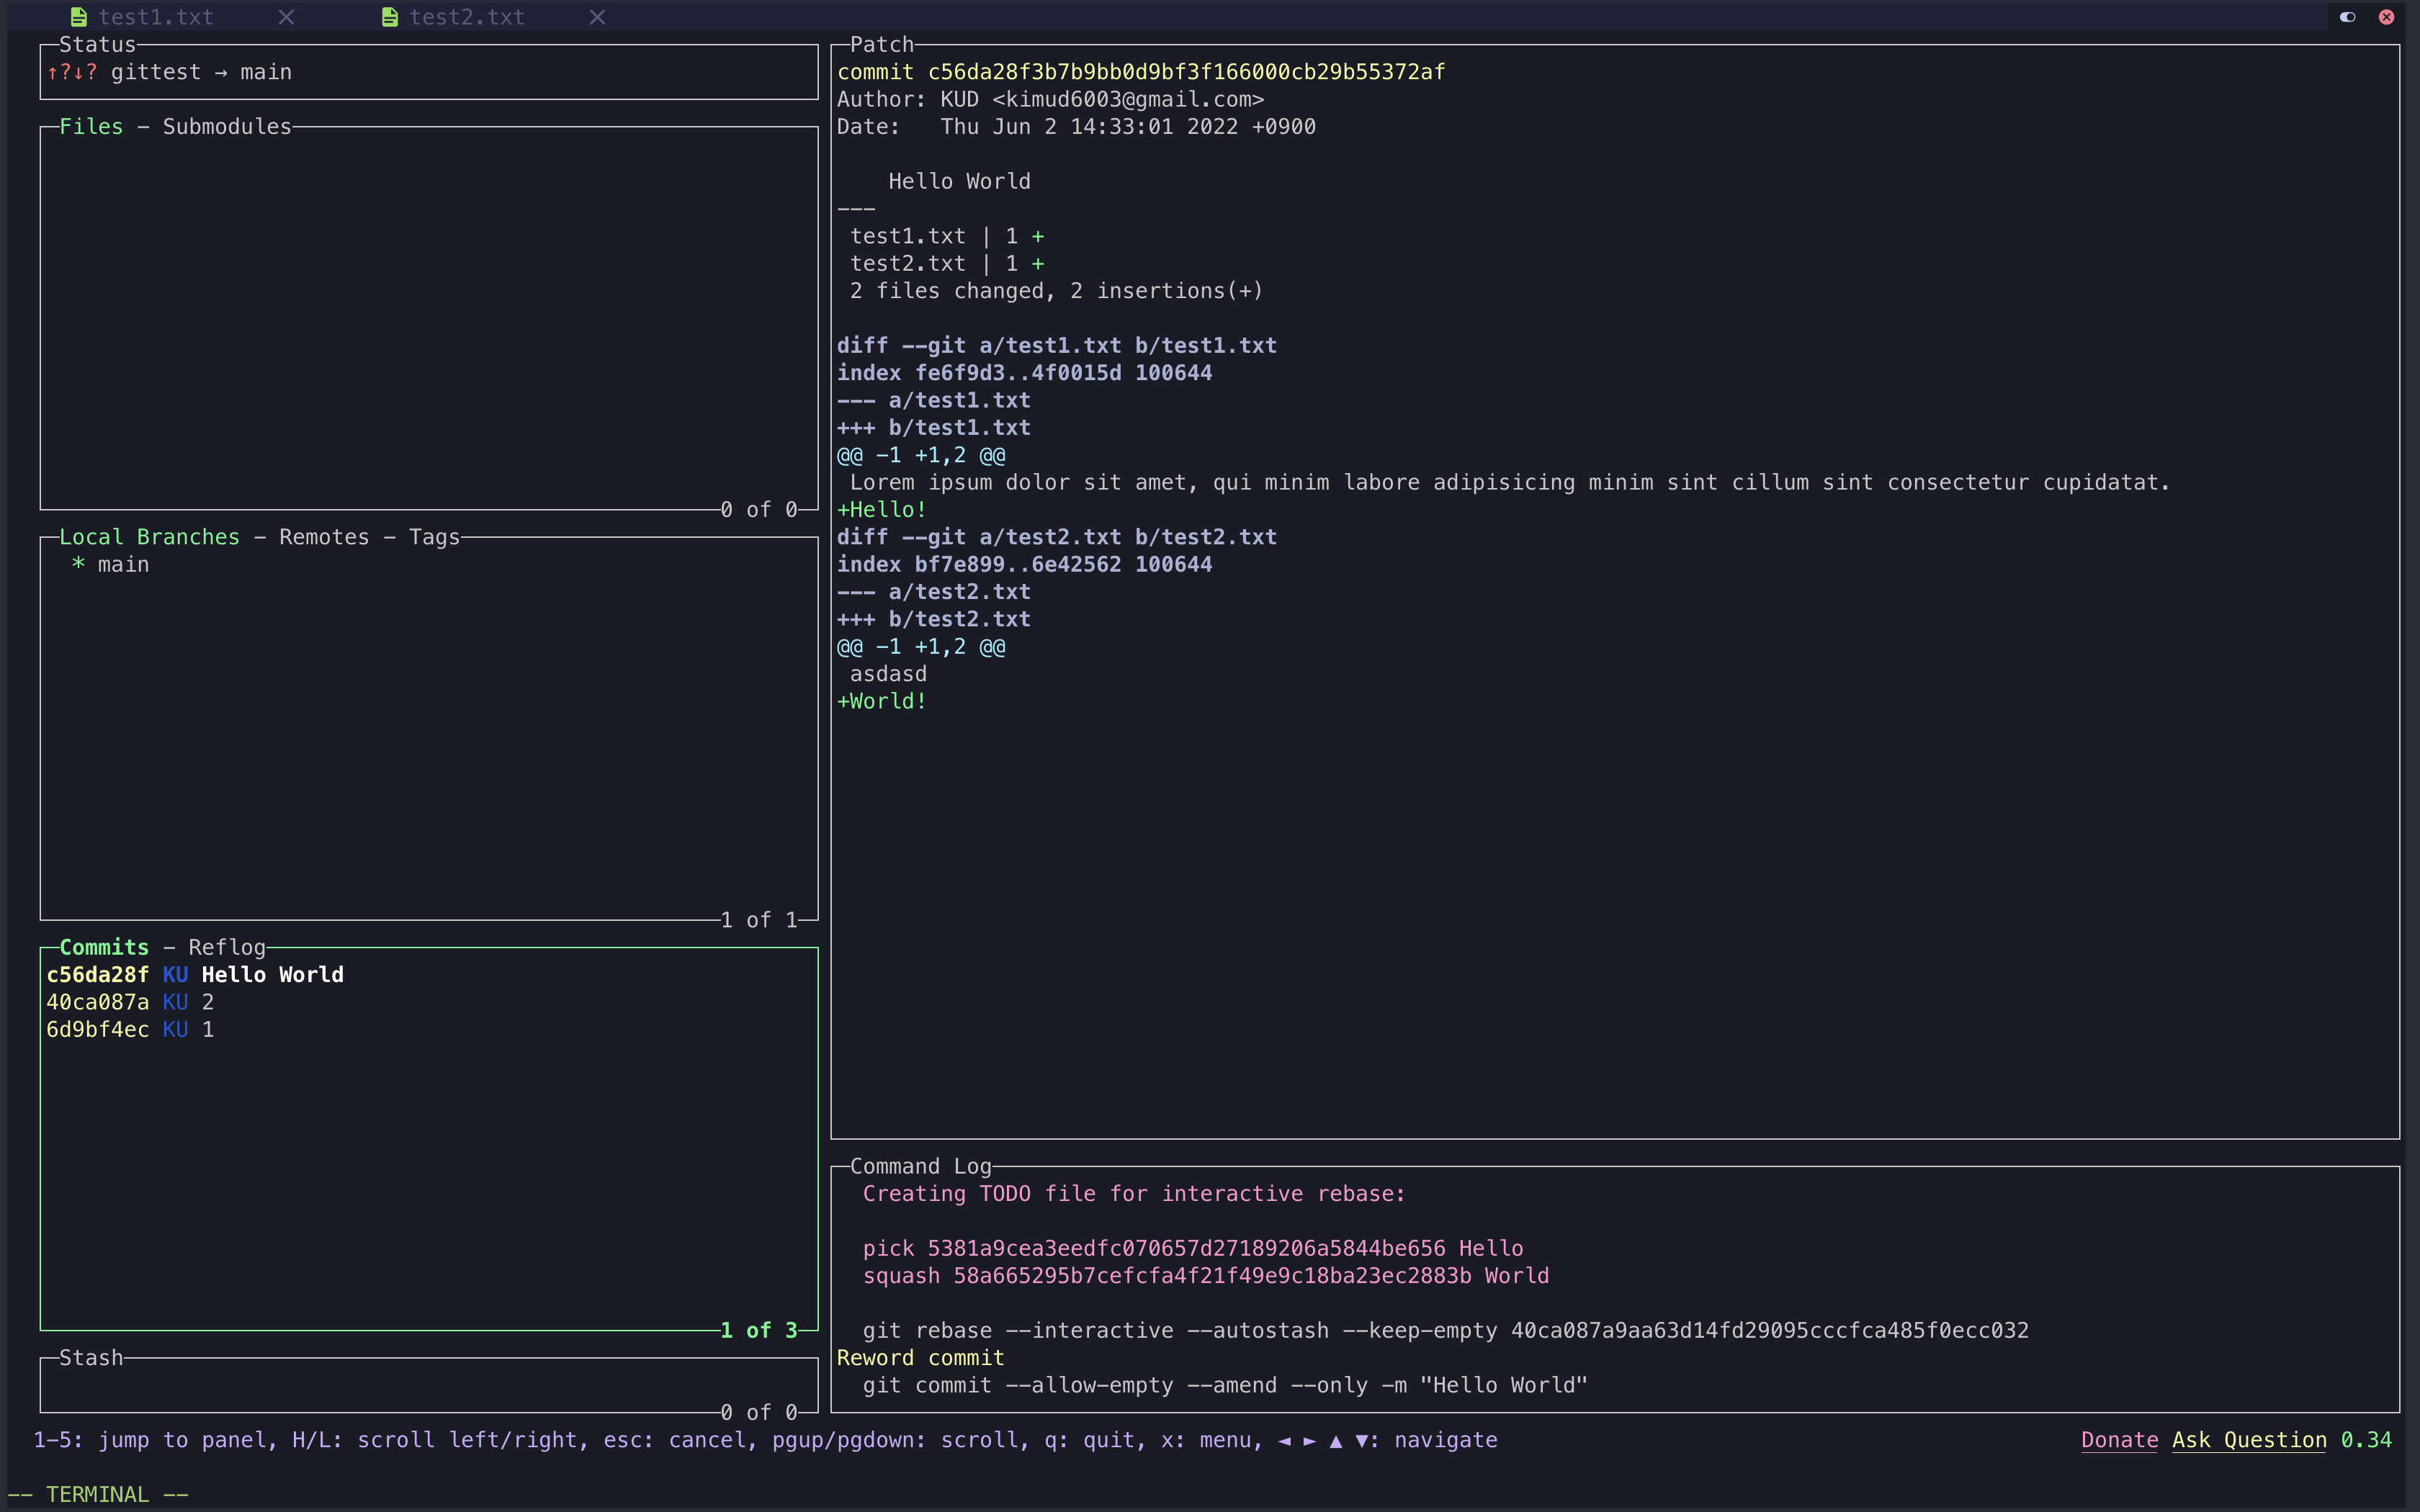 test1.txt × test2.txt ×
Status
↑?↓? gittest → main
Files - Submodules
0 of 0
Local Branches - Remotes - Tags
* main
1 of 1
Commits - Reflog
c56da28f KU Hello World
40ca087a KU 2
6d9bf4ec KU 1
1 of 3
Stash
0 of 0
Patch
commit c56da28f3b7b9bb0d9bf3f166000cb29b55372af
Author: KUD <kimud6003@gmail.com>
Date:   Thu Jun 2 14:33:01 2022 +0900
Hello World
---
test1.txt | 1 +
test2.txt | 1 +
2 files changed, 2 insertions(+)
diff --git a/test1.txt b/test1.txt
index fe6f9d3..4f0015d 100644
--- a/test1.txt
+++ b/test1.txt
@@ -1 +1,2 @@
Lorem ipsum dolor sit amet, qui minim labore adipisicing minim sint cillum sint consectetur cupidatat.
+Hello!
diff --git a/test2.txt b/test2.txt
index bf7e899..6e42562 100644
--- a/test2.txt
+++ b/test2.txt
@@ -1 +1,2 @@
asdasd
+World!
Command Log
Creating TODO file for interactive rebase:
pick 5381a9cea3eedfc070657d27189206a5844be656 Hello
squash 58a665295b7cefcfa4f21f49e9c18ba23ec2883b World
git rebase --interactive --autostash --keep-empty 40ca087a9aa63d14fd29095cccfca485f0ecc032
Reword commit
git commit --allow-empty --amend --only -m "Hello World"
1-5: jump to panel, H/L: scroll left/right, esc: cancel, pgup/pgdown: scroll, q: quit, x: menu, ◄ ► ▲ ▼: navigate
Donate Ask Question 0.34
-- TERMINAL --